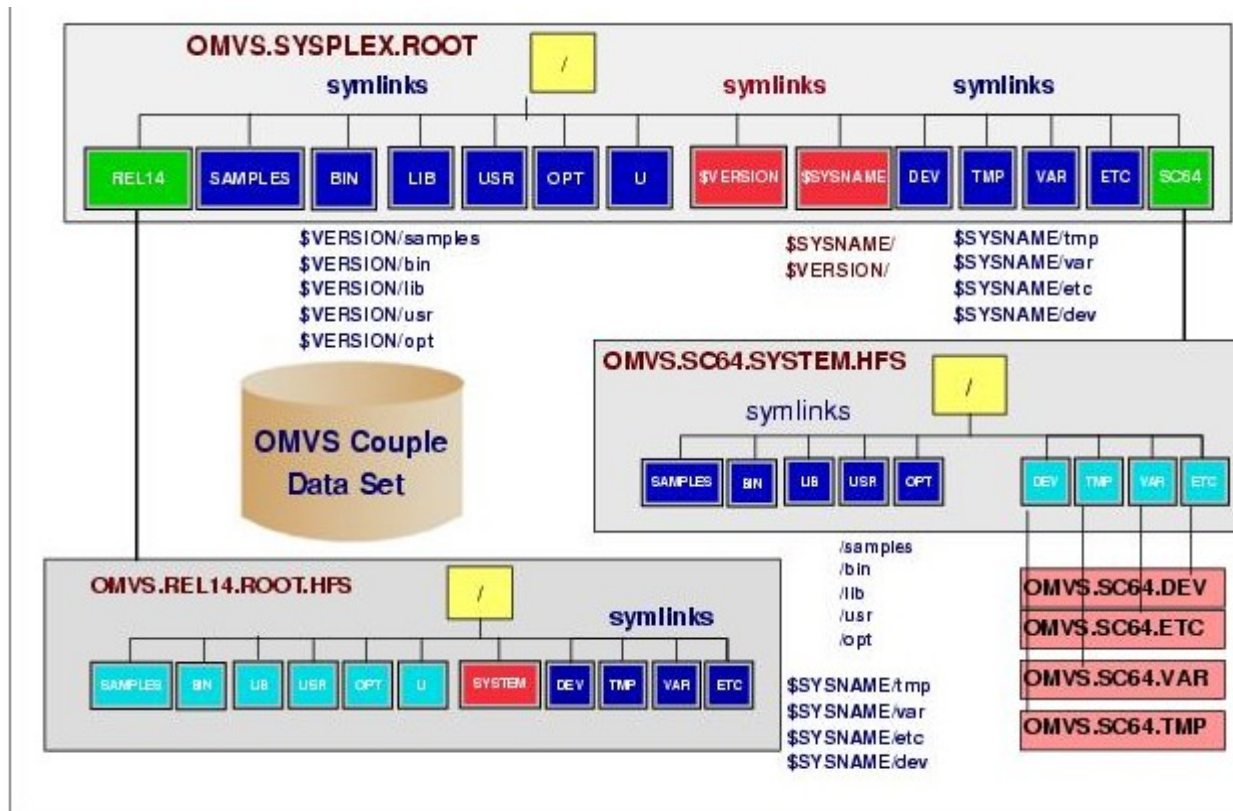 OMVS.SYSPLEX.ROOT
/
symlinks
symlinks
symlinks
REL14
SAMPLES
BIN
LIB
USR
OPT
U
$VERSION
$SYSNAME
DEV
TMP
VAR
ETC
SC64
$VERSION/samples
$VERSION/bin
$VERSION/lib
$VERSION/usr
$VERSION/opt
$SYSNAME/
$VERSION/
$SYSNAME/tmp
$SYSNAME/var
$SYSNAME/etc
$SYSNAME/dev
OMVS.SC64.SYSTEM.HFS
/
symlinks
SAMPLES
BIN
LIB
USR
OPT
DEV
TMP
VAR
ETC
OMVS Couple
Data Set
/samples
/bin
/lib
/usr
/opt
OMVS.SC64.DEV
OMVS.SC64.ETC
OMVS.SC64.VAR
OMVS.SC64.TMP
OMVS.REL14.ROOT.HFS
/
symlinks
SAMPLES
BIN
LIB
USR
OPT
U
SYSTEM
DEV
TMP
VAR
ETC
$SYSNAME/tmp
$SYSNAME/var
$SYSNAME/etc
$SYSNAME/dev